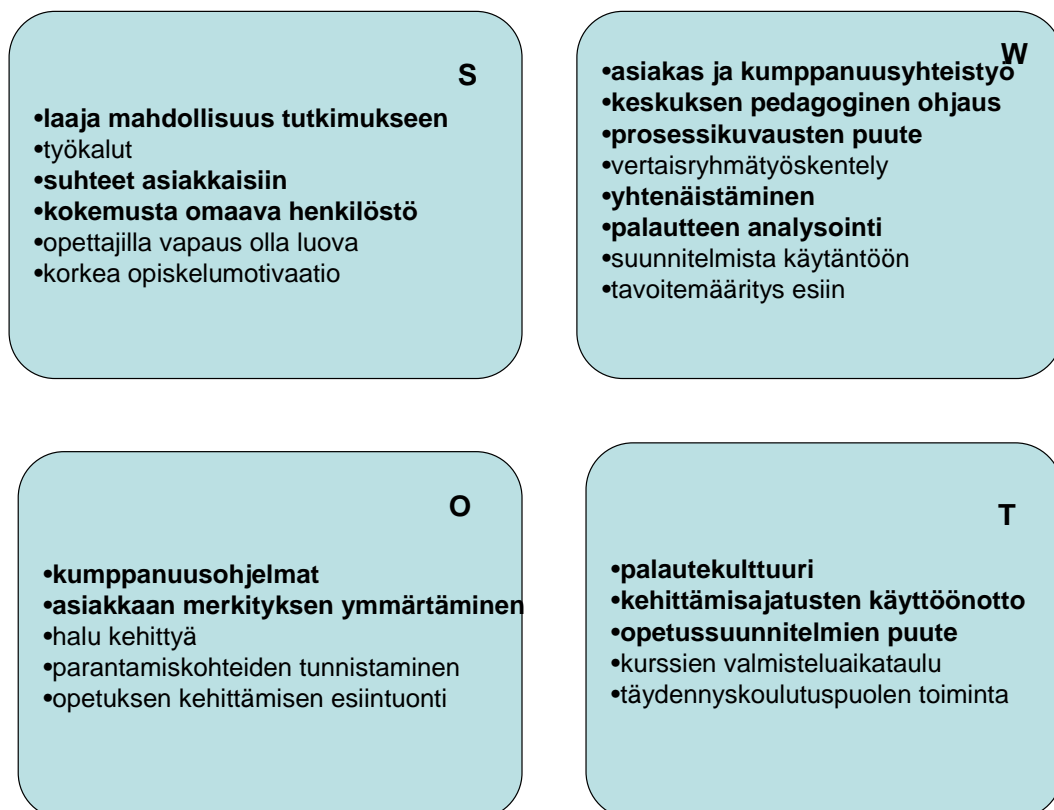 S
•laaja mahdollisuus tutkimukseen
•työkalut
•suhteet asiakkaisiin
•kokemusta omaava henkilöstö
•opettajilla vapaus olla luova
•korkea opiskelumotivaatio
W
•asiakas ja kumppanuusyhteistyö
•keskuksen pedagoginen ohjaus
•prosessikuvausten puute
•vertaisryhmätyöskentely
•yhtenäistäminen
•palautteen analysointi
•suunnitelmista käytäntöön
•tavoitemääritys esiin
O
•kumppanuusohjelmat
•asiakkaan merkityksen ymmärtäminen
•halu kehittyä
•parantamiskohteiden tunnistaminen
•opetuksen kehittämisen esiintuonti
T
•palautekulttuuri
•kehittämisajatusten käyttöönotto
•opetussuunnitelmien puute
•kurssien valmisteluaikataulu
•täydennyskoulutuspuolen toiminta